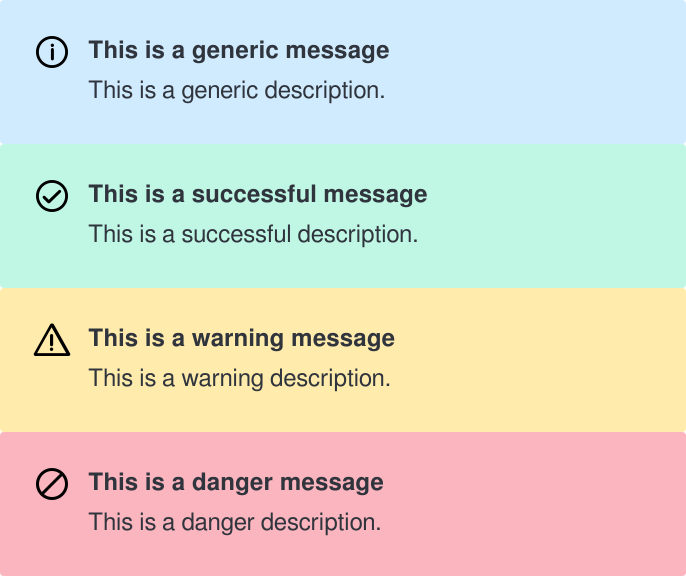 This is a generic message
This is a generic description.
This is a successful message
This is a successful description.
This is a warning message
This is a warning description.
This is a danger message
This is a danger description.